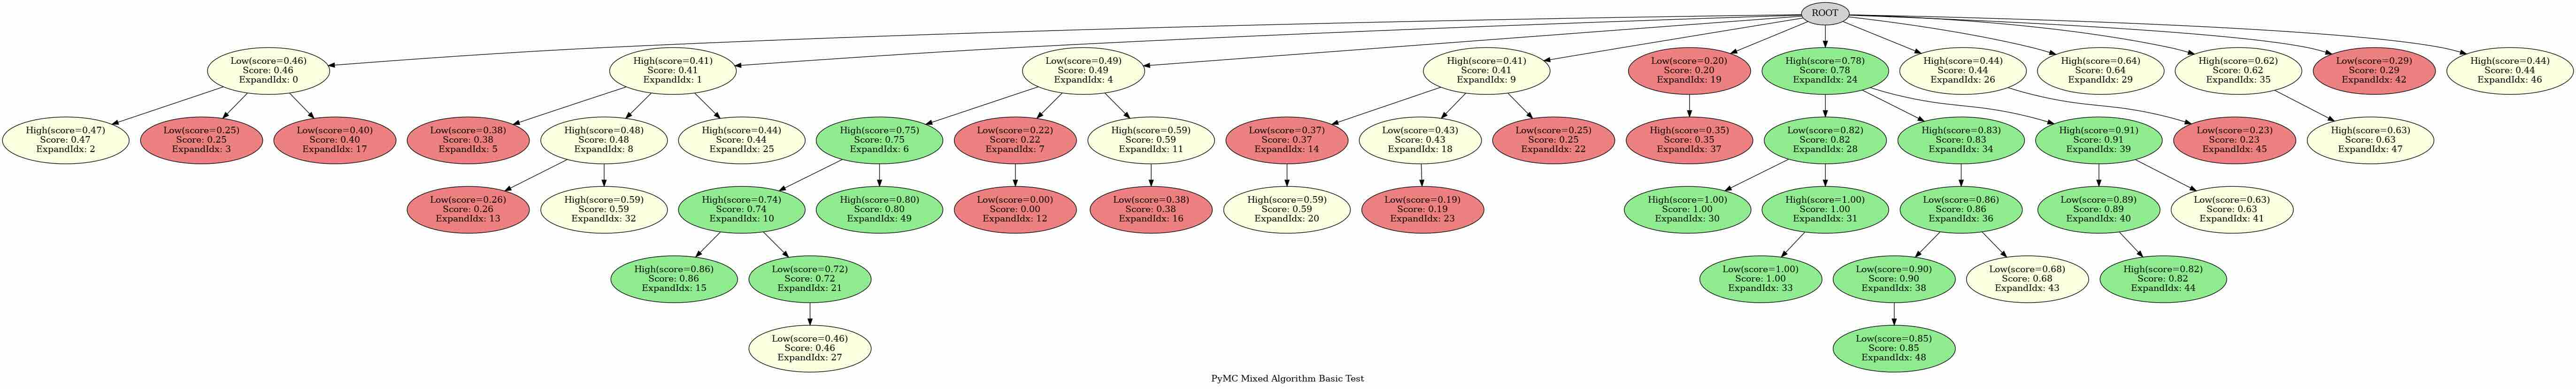 ROOT
Low(score=0.46)
Score: 0.46
ExpandIdx: 0
High(score=0.41)
Score: 0.41
ExpandIdx: 1
Low(score=0.49)
Score: 0.49
ExpandIdx: 4
High(score=0.41)
Score: 0.41
ExpandIdx: 9
Low(score=0.20)
Score: 0.20
ExpandIdx: 19
High(score=0.78)
Score: 0.78
ExpandIdx: 24
High(score=0.44)
Score: 0.44
ExpandIdx: 26
High(score=0.64)
Score: 0.64
ExpandIdx: 29
High(score=0.62)
Score: 0.62
ExpandIdx: 35
Low(score=0.29)
Score: 0.29
ExpandIdx: 42
High(score=0.44)
Score: 0.44
ExpandIdx: 46
High(score=0.47)
Score: 0.47
ExpandIdx: 2
Low(score=0.25)
Score: 0.25
ExpandIdx: 3
Low(score=0.40)
Score: 0.40
ExpandIdx: 17
Low(score=0.38)
Score: 0.38
ExpandIdx: 5
High(score=0.48)
Score: 0.48
ExpandIdx: 8
High(score=0.44)
Score: 0.44
ExpandIdx: 25
High(score=0.75)
Score: 0.75
ExpandIdx: 6
Low(score=0.22)
Score: 0.22
ExpandIdx: 7
High(score=0.59)
Score: 0.59
ExpandIdx: 11
Low(score=0.37)
Score: 0.37
ExpandIdx: 14
Low(score=0.43)
Score: 0.43
ExpandIdx: 18
Low(score=0.25)
Score: 0.25
ExpandIdx: 22
High(score=0.35)
Score: 0.35
ExpandIdx: 37
Low(score=0.82)
Score: 0.82
ExpandIdx: 28
High(score=0.83)
Score: 0.83
ExpandIdx: 34
High(score=0.91)
Score: 0.91
ExpandIdx: 39
Low(score=0.23)
Score: 0.23
ExpandIdx: 45
High(score=0.63)
Score: 0.63
ExpandIdx: 47
Low(score=0.26)
Score: 0.26
ExpandIdx: 13
High(score=0.59)
Score: 0.59
ExpandIdx: 32
High(score=0.74)
Score: 0.74
ExpandIdx: 10
High(score=0.80)
Score: 0.80
ExpandIdx: 49
Low(score=0.00)
Score: 0.00
ExpandIdx: 12
Low(score=0.38)
Score: 0.38
ExpandIdx: 16
High(score=0.59)
Score: 0.59
ExpandIdx: 20
Low(score=0.19)
Score: 0.19
ExpandIdx: 23
High(score=1.00)
Score: 1.00
ExpandIdx: 30
High(score=1.00)
Score: 1.00
ExpandIdx: 31
Low(score=0.86)
Score: 0.86
ExpandIdx: 36
Low(score=0.89)
Score: 0.89
ExpandIdx: 40
Low(score=0.63)
Score: 0.63
ExpandIdx: 41
High(score=0.86)
Score: 0.86
ExpandIdx: 15
Low(score=0.72)
Score: 0.72
ExpandIdx: 21
Low(score=1.00)
Score: 1.00
ExpandIdx: 33
Low(score=0.90)
Score: 0.90
ExpandIdx: 38
Low(score=0.68)
Score: 0.68
ExpandIdx: 43
High(score=0.82)
Score: 0.82
ExpandIdx: 44
Low(score=0.46)
Score: 0.46
ExpandIdx: 27
Low(score=0.85)
Score: 0.85
ExpandIdx: 48
PyMC Mixed Algorithm Basic Test